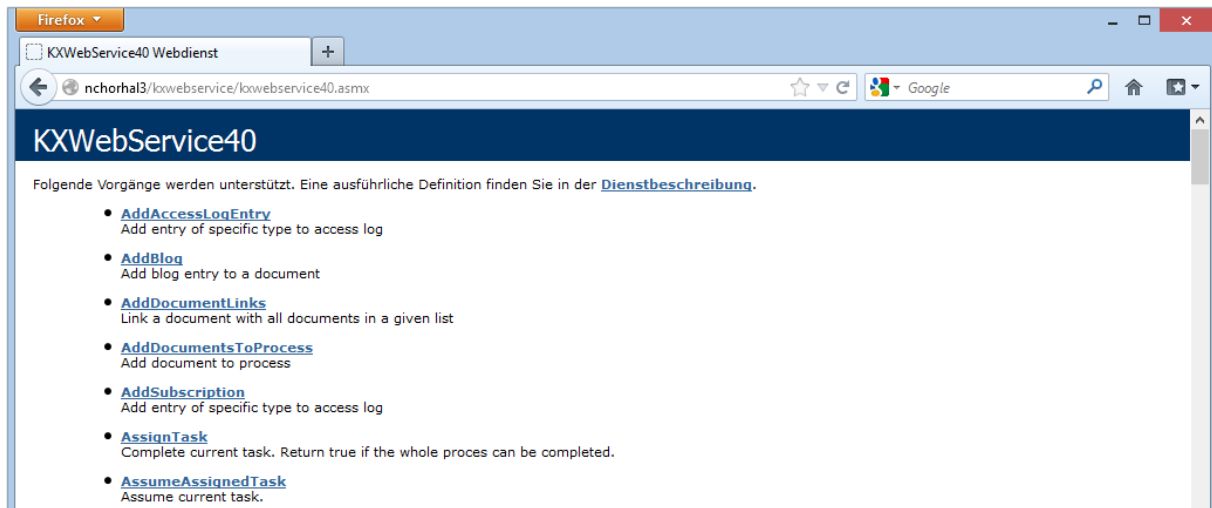 Firefox
KXWebService40 Webdienst
nchorhal3/kxwebservice/kxwebservice40.asmx
Google
KXWebService40
Folgende Vorgänge werden unterstützt. Eine ausführliche Definition finden Sie in der Dienstbeschreibung.
AddAccessLogEntry
Add entry of specific type to access log
AddBlog
Add blog entry to a document
AddDocumentLinks
Link a document with all documents in a given list
AddDocumentsToProcess
Add document to process
AddSubscription
Add entry of specific type to access log
AssignTask
Complete current task. Return true if the whole proces can be completed.
AssumeAssignedTask
Assume current task.